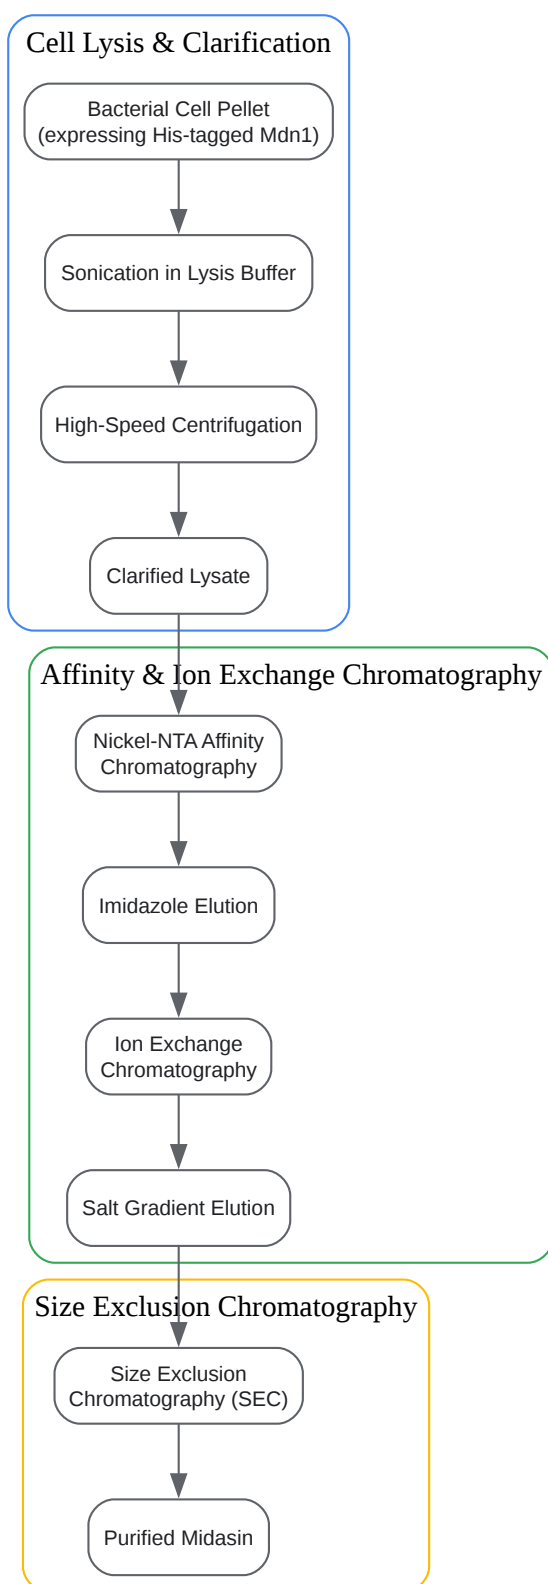 Cell Lysis & Clarification
Bacterial Cell Pellet
(expressing His-tagged Mdn1)
Sonication in Lysis Buffer
High-Speed Centrifugation
Clarified Lysate
Affinity & Ion Exchange Chromatography
Nickel-NTA Affinity
Chromatography
Imidazole Elution
Ion Exchange
Chromatography
Salt Gradient Elution
Size Exclusion Chromatography
Size Exclusion
Chromatography (SEC)
Purified Midasin